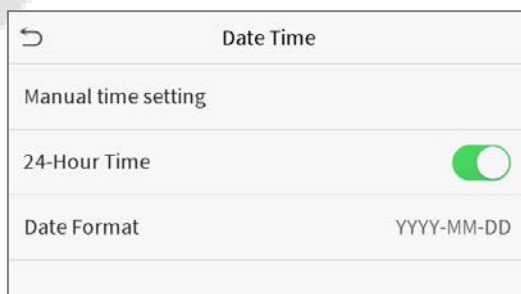 Date Time
Manual time setting
24-Hour Time
Date Format YYYY-MM-DD